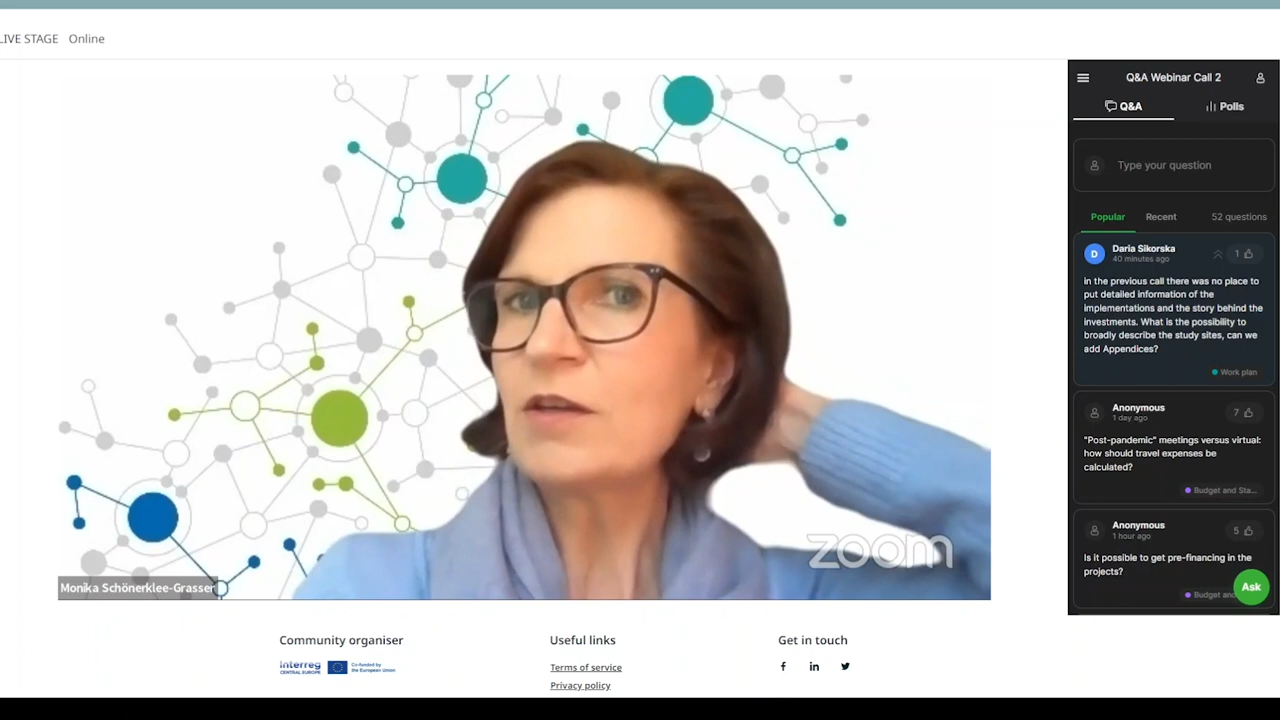 LIVE STAGE Online
Q&A Webinar Call 2
Q&A
Polls
Type your question
Popular Recent 52 questions
D
Daria Sikorska
40 minutes ago
1
In the previous call there was no place to
put detailed information of the
implementations and the story behind the
investments. What is the possibility to
broadly describe the study sites, can we
add Appendices?
Work plan
Anonymous
1 day ago
7
"Post-pandemic" meetings versus virtual:
how should travel expenses be
calculated?
Budget and Sta...
Anonymous
1 hour ago
5
Is it possible to get pre-financing in the
projects?
Budget and
Ask
zoom
Monika Schönerklee-Grasser
Community organiser
Interreg
CENTRAL EUROPE
Co-funded by
the European Union
Useful links
Terms of service
Privacy policy
Get in touch